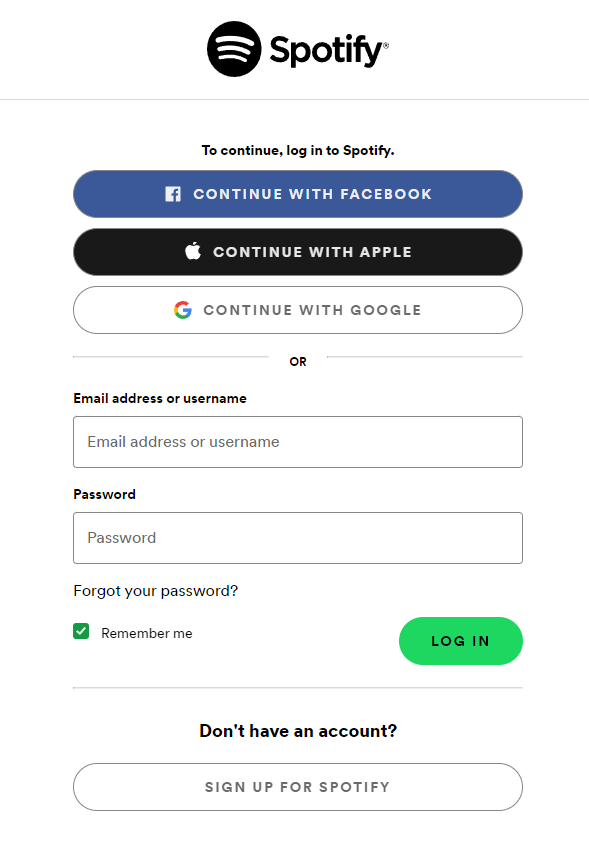 Spotify®
To continue, log in to Spotify.
CONTINUE WITH FACEBOOK
CONTINUE WITH APPLE
CONTINUE WITH GOOGLE
OR
Email address or username
Email address or username
Password
Password
Forgot your password?
Remember me
LOG IN
Don't have an account?
SIGN UP FOR SPOTIFY